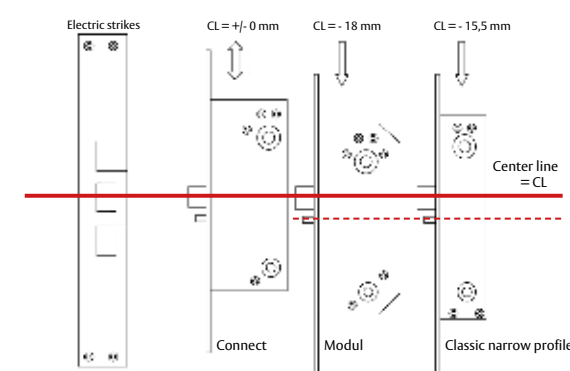 Electric strikes
CL = +/- 0 mm
CL = - 18 mm
CL = - 15,5 mm
Center line
= CL
Connect
Modul
Classic narrow profile